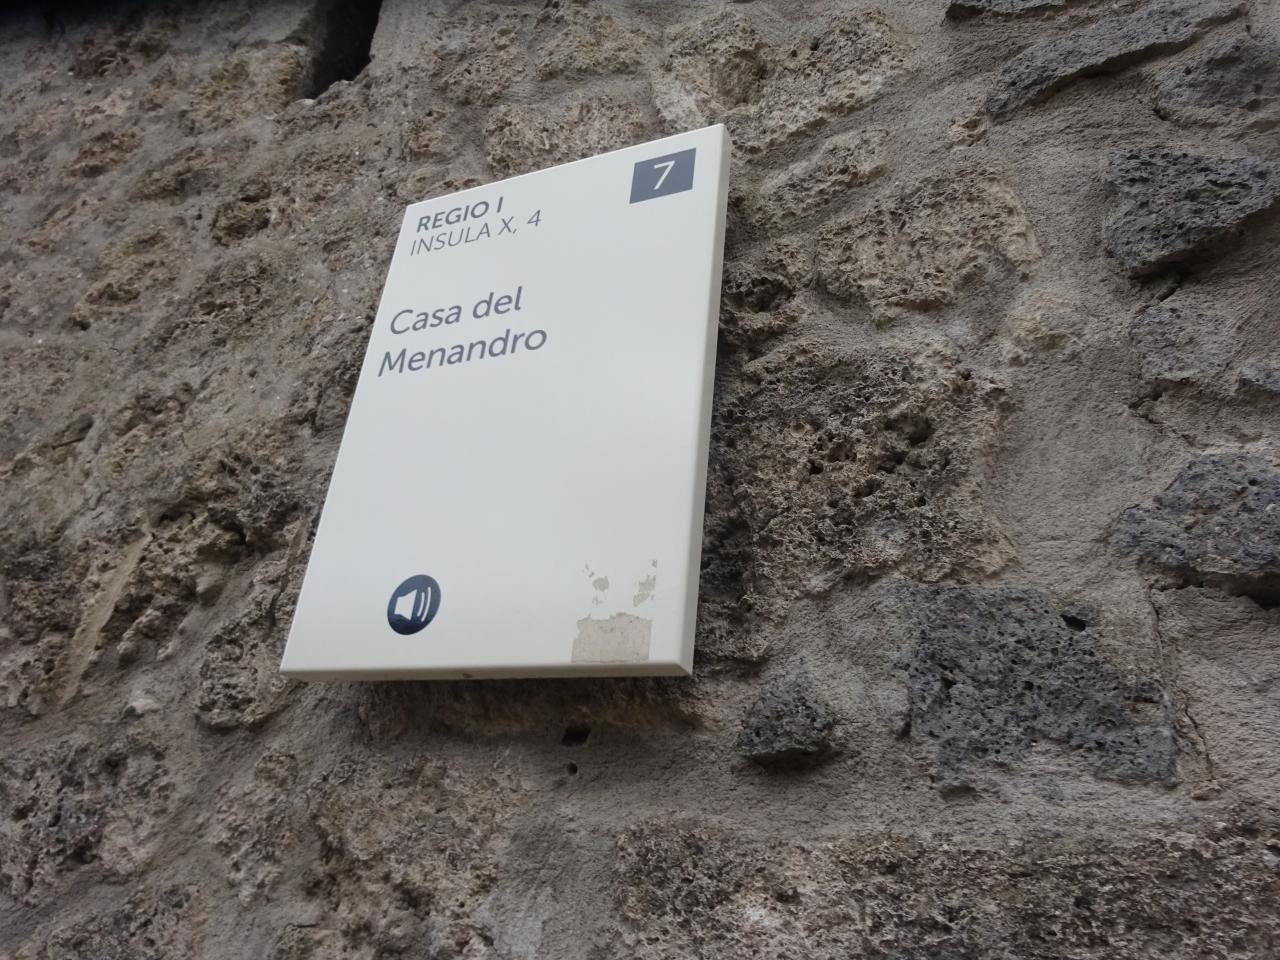 7
REGIO I
INSULA X, 4
Casa del
Menandro